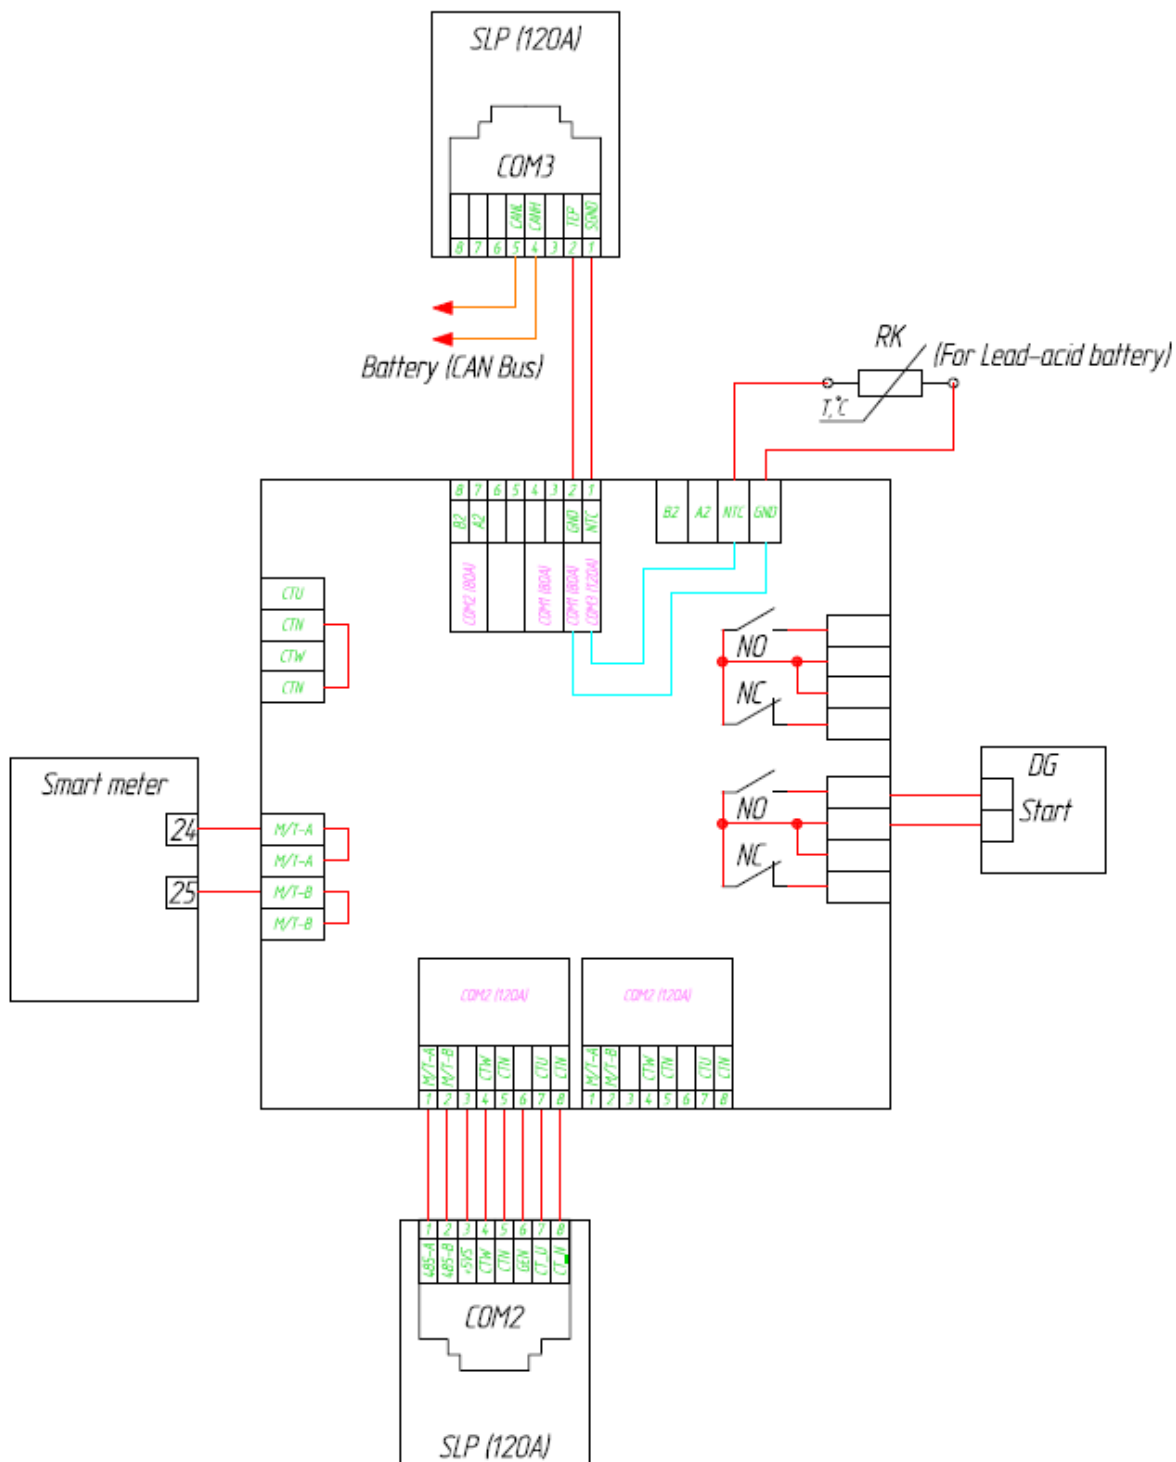 SLP (120A)
COM3
CANL
CANH
TEP
SGND
8 7 6 5 4 3 2 1
Battery (CAN Bus)
RK
(For Lead-acid battery)
T,°C
8 7 6 5 4 3 2 1
B2
A2
GND
NTC
B2
A2
NTC
GND
COM2 (80A)
COM1 (80A)
COM1 (80A)
COM3 (120A)
CTU
CTN
CTW
CTN
NO
NC
Smart meter
24
25
M/T-A
M/T-A
M/T-B
M/T-B
NO
NC
DG
Start
COM2 (120A)
COM2 (120A)
M/T-A
M/T-B
CTW
CTN
CTU
CTN
1 2 3 4 5 6 7 8
M/T-A
M/T-B
CTW
CTN
CTU
CTN
1 2 3 4 5 6 7 8
1 2 3 4 5 6 7 8
485-A
485-B
+5VS
CTW
CTN
GEN
CT_U
CT_N
COM2
SLP (120A)